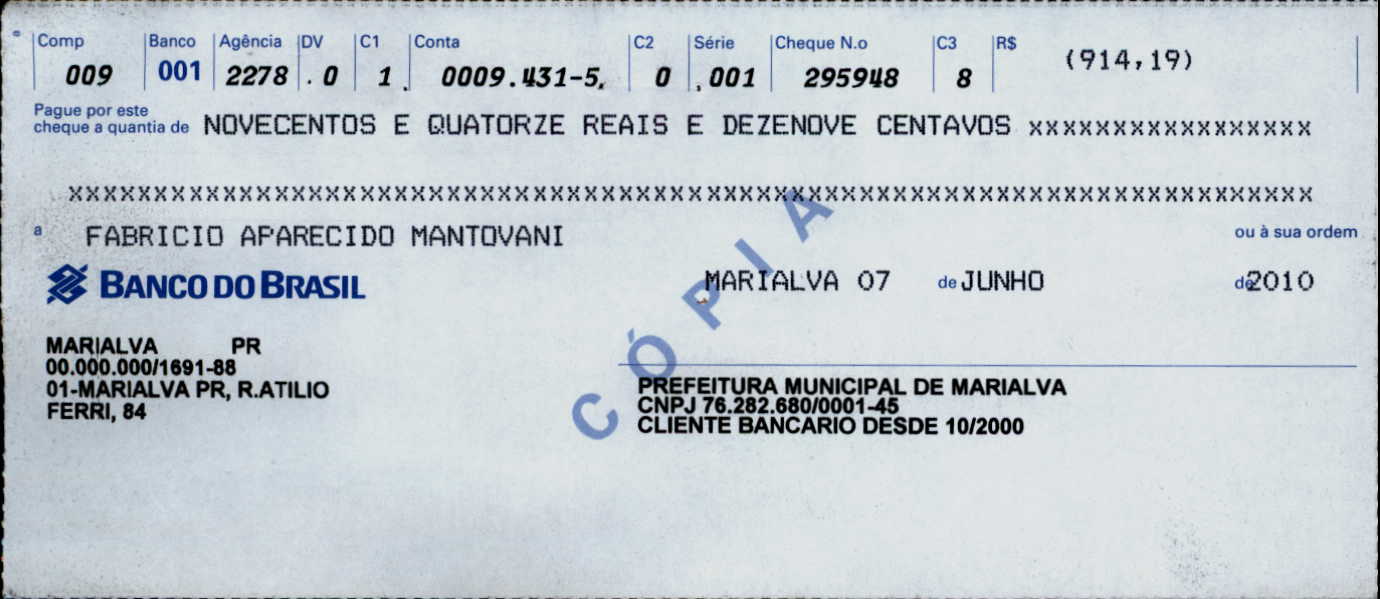 Comp Banco Agência DV C1 Conta C2 Série Cheque N.o C3 R$ (914,19)
009 001 2278 . 0 1. 0009.431-5. 0 .001 295948 8
Pague por este
cheque a quantia de NOVECENTOS E QUATORZE REAIS E DEZENOVE CENTAVOS xxxxxxxxxxxxxxxxx
xxxxxxxxxxxxxxxxxxxxxxxxxxxxxxxxxxxxxxxxxxxxxxxxxxxxxxxxxxxxxxxxxxxxxxxxx
a FABRICIO APARECIDO MANTOVANI ou à sua ordem
BANCO DO BRASIL MARIALVA 07 de JUNHO de 2010
CÓPIA
MARIALVA PR
00.000.000/1691-88
01-MARIALVA PR, R.ATILIO
FERRI, 84
PREFEITURA MUNICIPAL DE MARIALVA
CNPJ 76.282.680/0001-45
CLIENTE BANCARIO DESDE 10/2000